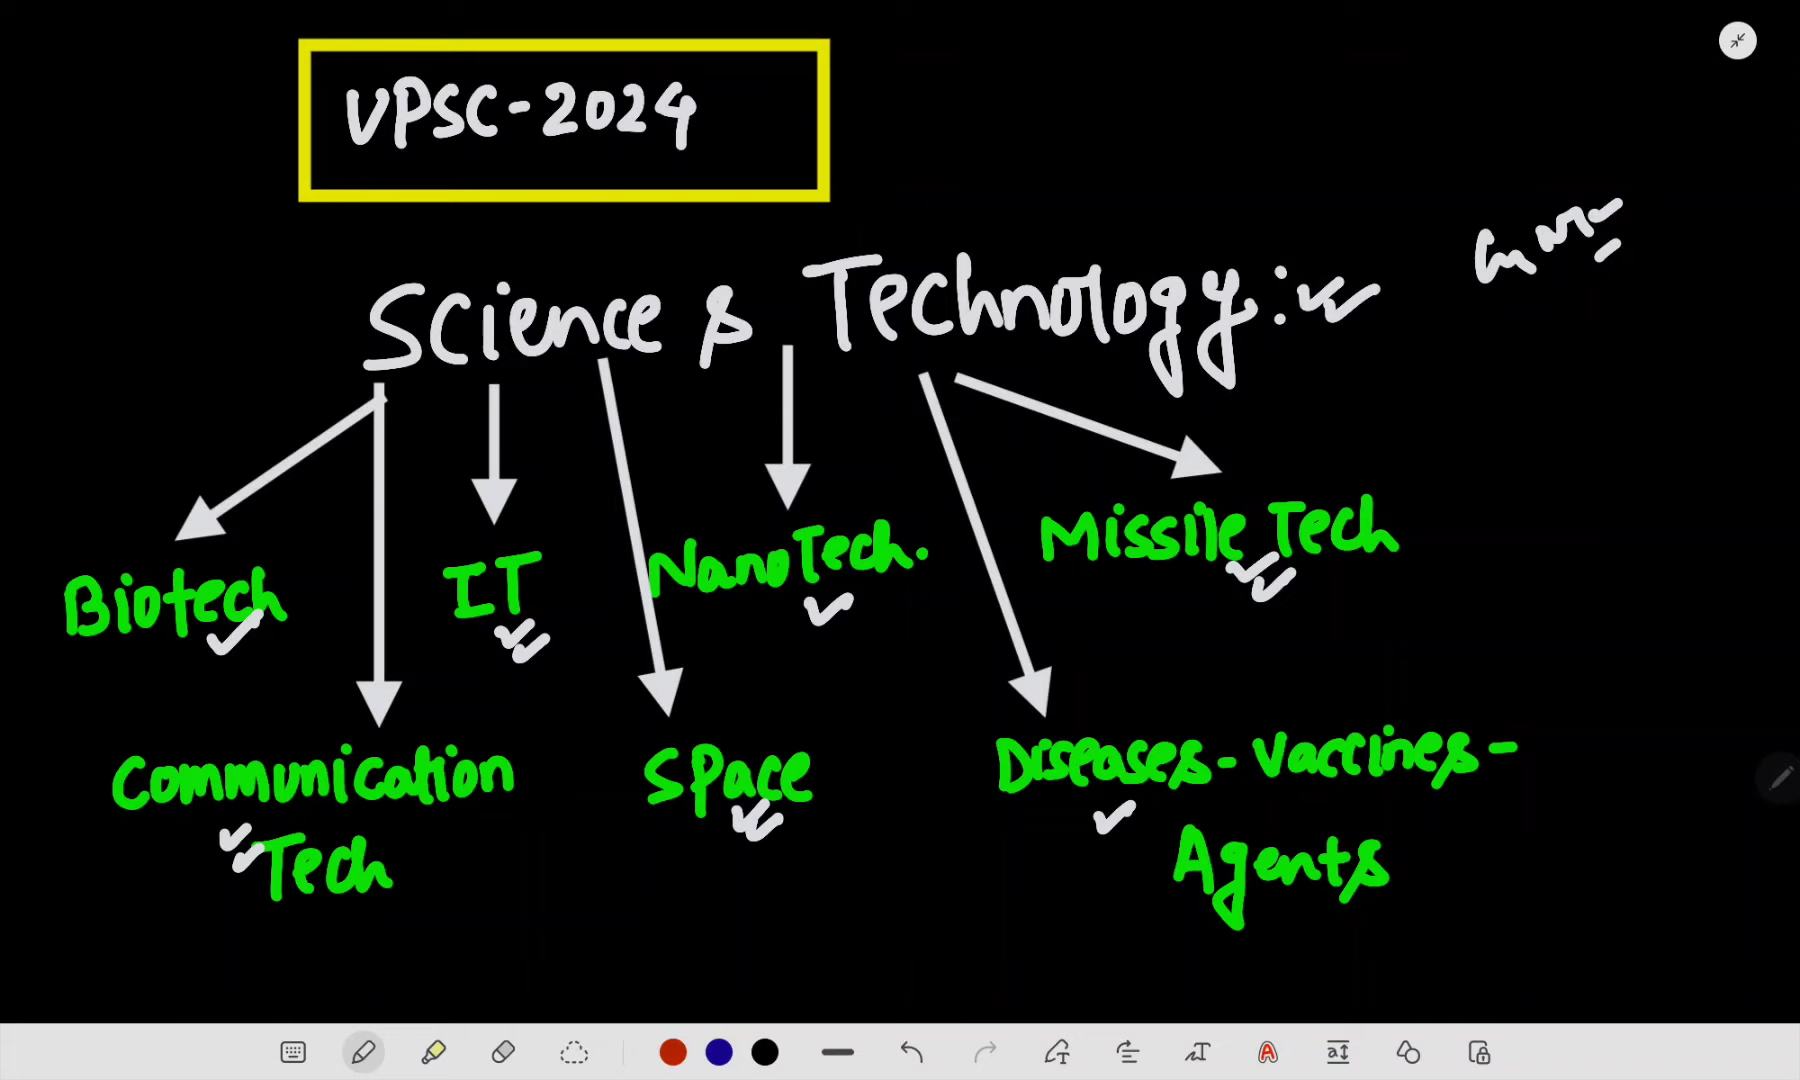 UPSC-2024
Science & Technology:
Biotech
IT
NanoTech.
Missile Tech
Communication
Tech
Space
Diseases-Vaccines-
Agents